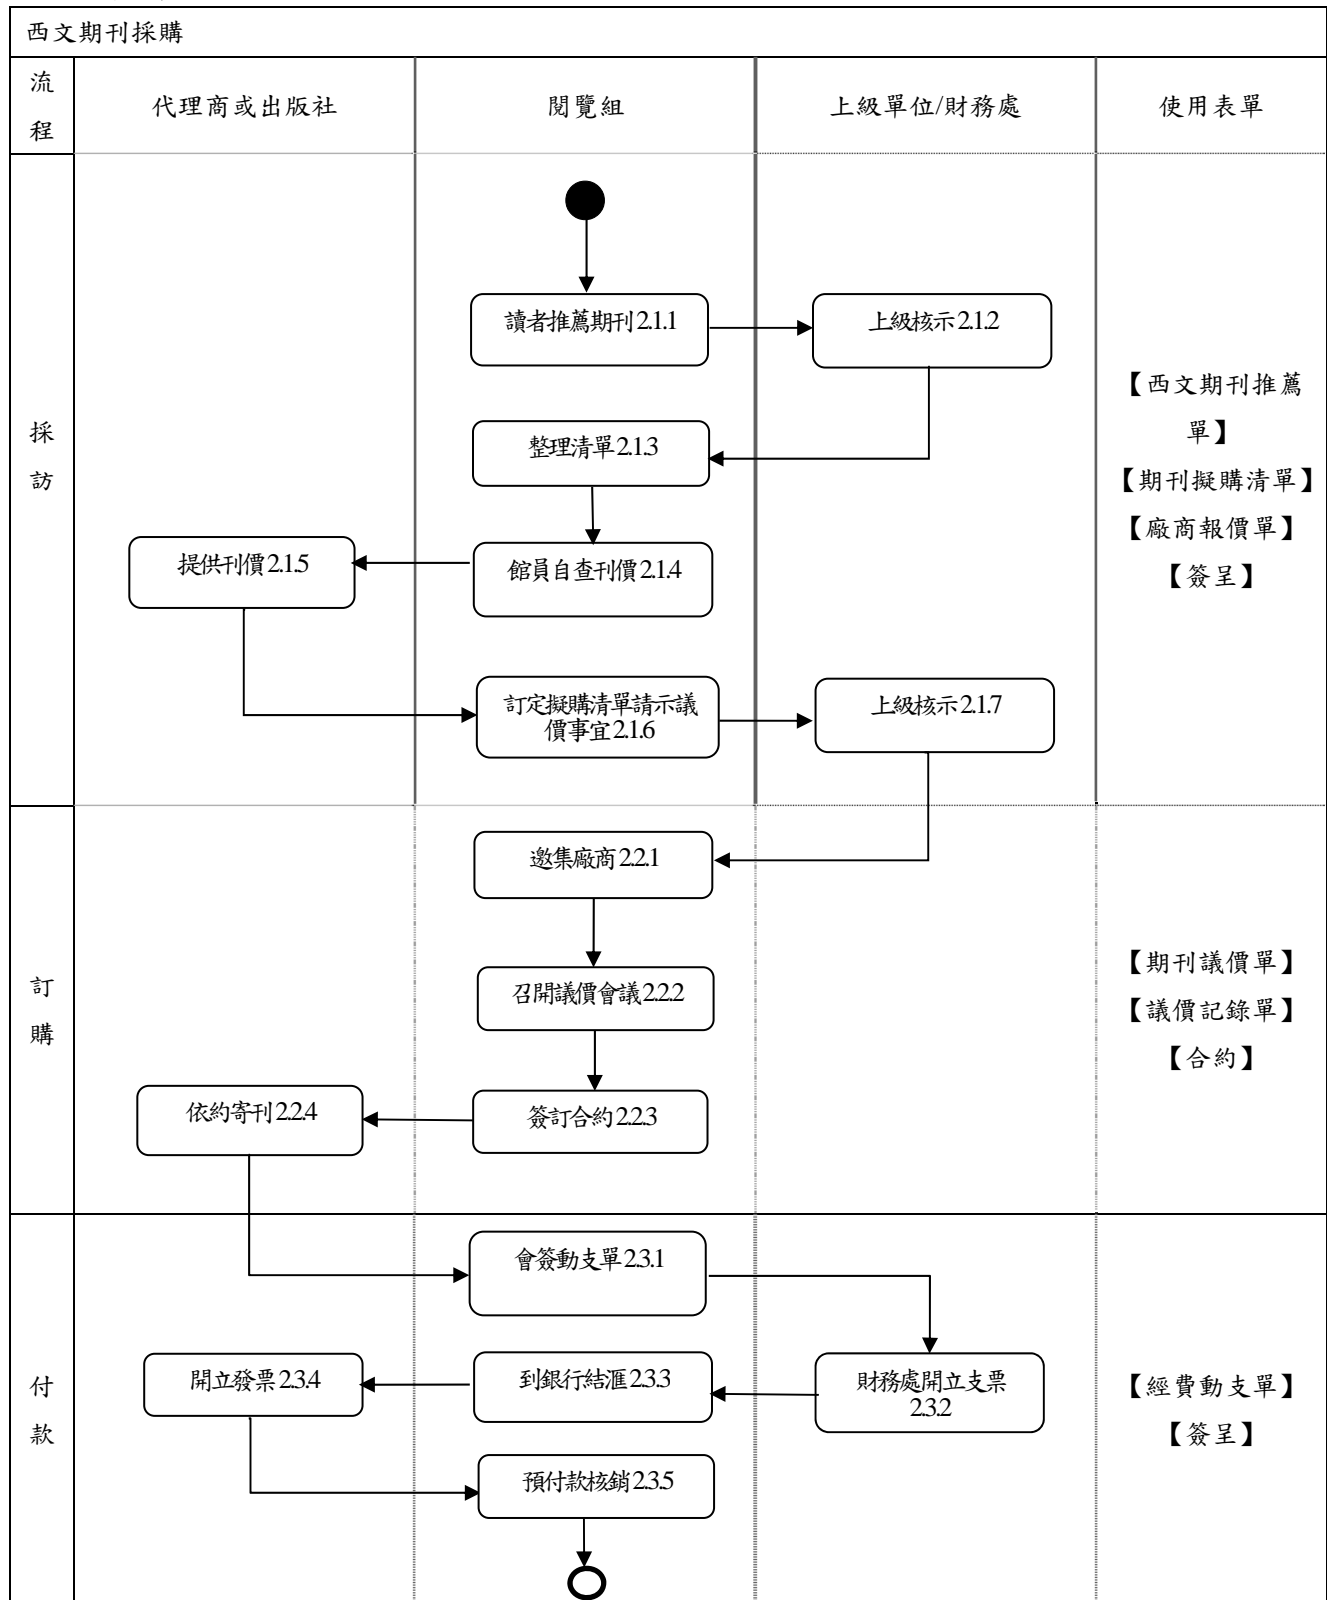 西文期刊採購
流
程
代理商或出版社
閱覽組
上級單位/財務處
使用表單
採
訪
讀者推薦期刊2.1.1
上級核示2.1.2
整理清單2.1.3
提供刊價2.1.5
館員自查刊價2.1.4
訂定擬購清單請示議
價事宜2.1.6
上級核示2.1.7
【西文期刊推薦
單】
【期刊擬購清單】
【廠商報價單】
【簽呈】
訂
購
邀集廠商2.2.1
召開議價會議2.2.2
依約寄刊2.2.4
簽訂合約2.2.3
【期刊議價單】
【議價記錄單】
【合約】
付
款
會簽動支單2.3.1
開立發票2.3.4
到銀行結匯2.3.3
財務處開立支票
2.3.2
預付款核銷2.3.5
【經費動支單】
【簽呈】